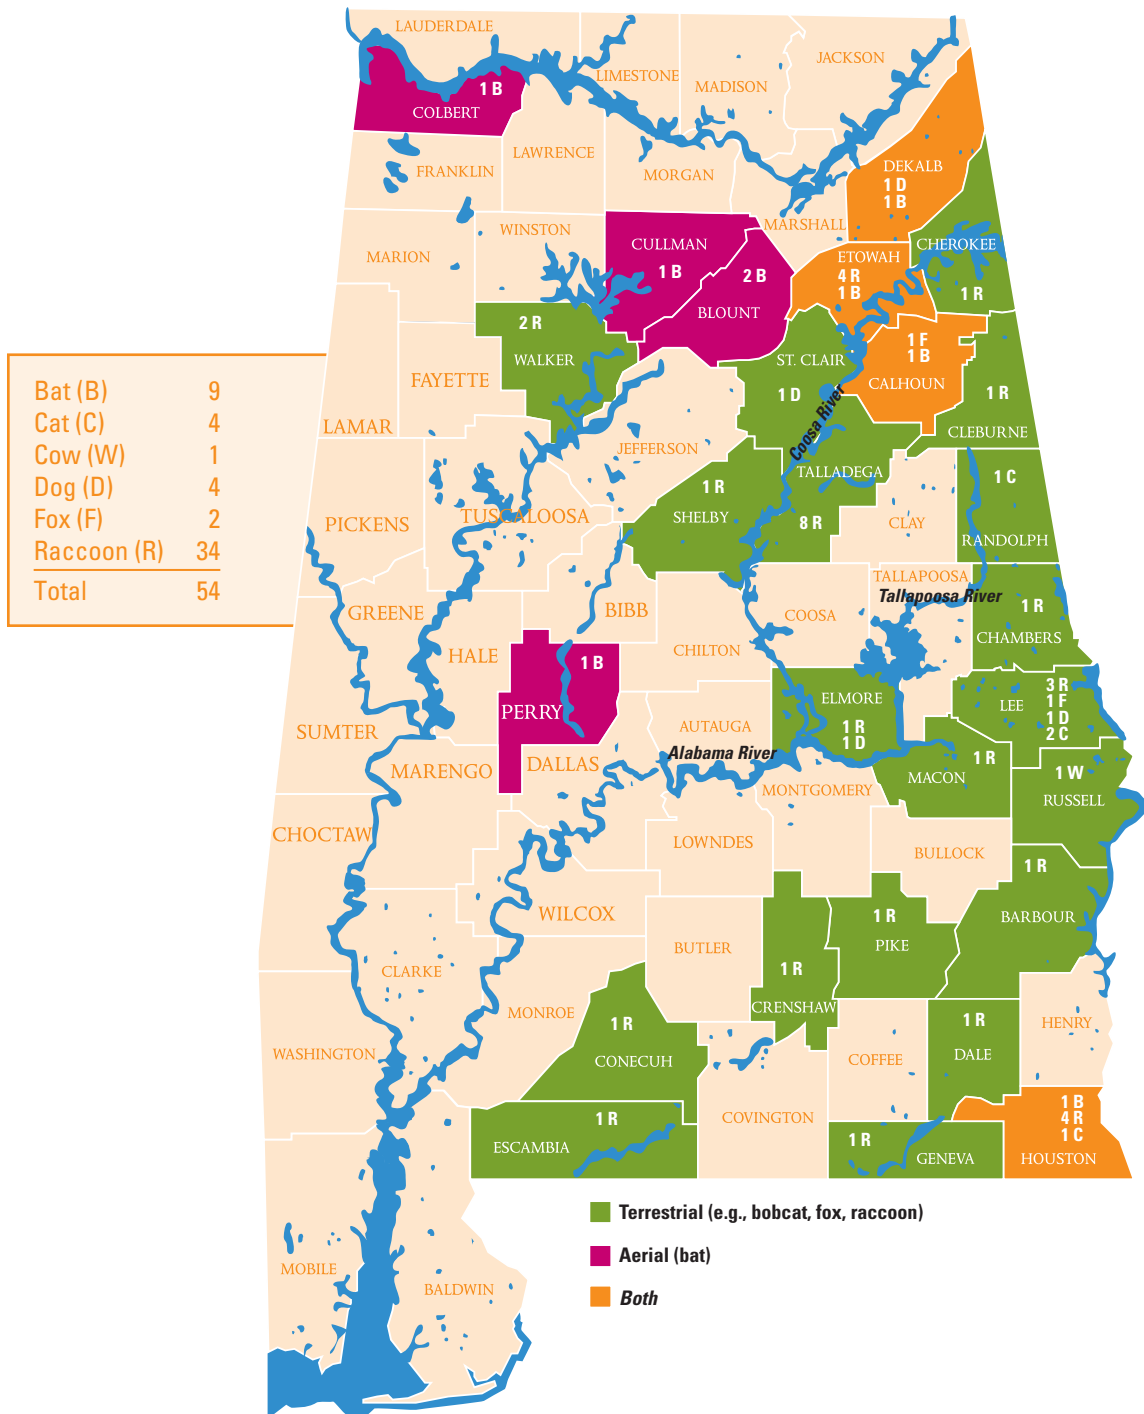 LAUDERDALE
JACKSON
LIMESTONE
MADISON
1 B
COLBERT
LAWRENCE
FRANKLIN
MORGAN
DEKALB
1 D
1 B
MARSHALL
WINSTON
CULLMAN
1 B
CHEROKEE
1 R
MARION
ETOWAH
4 R
1 B
2 B
BLOUNT
2 R
WALKER
1 F
1 B
CALHOUN
ST. CLAIR
1 D
FAYETTE
1 R
CLEBURNE
Bat (B) 9
Cat (C) 4
Cow (W) 1
Dog (D) 4
Fox (F) 2
Raccoon (R) 34
Total 54
LAMAR
Coosa River
JEFFERSON
TALLADEGA
8 R
1 C
RANDOLPH
1 R
SHELBY
PICKENS
TUSCALOOSA
CLAY
TALLAPOOSA
Tallapoosa River
GREENE
BIBB
COOSA
1 R
CHAMBERS
HALE
CHILTON
1 B
PERRY
ELMORE
1 R
1 D
LEE
3 R
1 F
1 D
2 C
SUMTER
AUTAUGA
Alabama River
MARENGO
DALLAS
1 R
MACON
1 W
RUSSELL
MONTGOMERY
CHOCTAW
LOWNDES
BULLOCK
1 R
BARBOUR
WILCOX
1 R
PIKE
BUTLER
CLARKE
1 R
CRENSHAW
MONROE
1 R
CONECUH
1 R
DALE
HENRY
WASHINGTON
COFFEE
COVINGTON
1 R
ESCAMBIA
1 R
GENEVA
1 B
4 R
1 C
HOUSTON
Terrestrial (e.g., bobcat, fox, raccoon)
Aerial (bat)
Both
MOBILE
BALDWIN